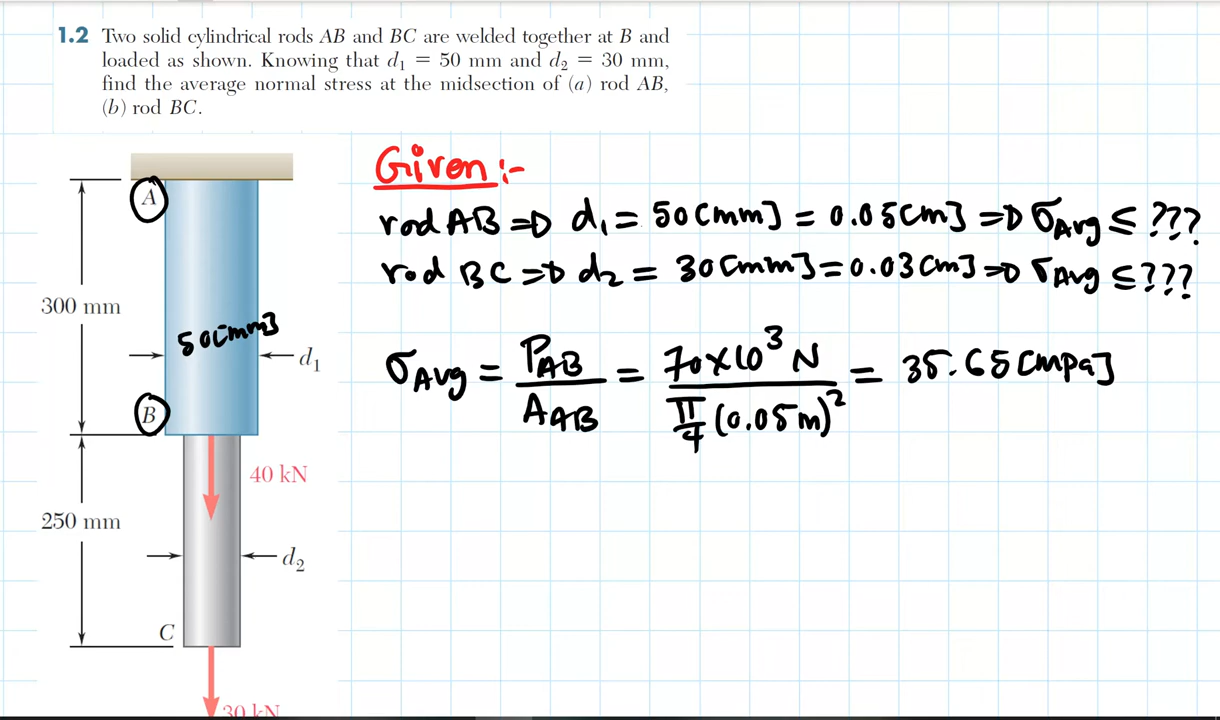 1.2 Two solid cylindrical rods AB and BC are welded together at B and
loaded as shown. Knowing that d₁ = 50 mm and d₂ = 30 mm,
find the average normal stress at the midsection of (a) rod AB,
(b) rod BC.
Given:-
A
rod AB => d₁ = 50[mm] = 0.05[m] => σAvg ≤ ???
rod BC => d₂ = 30[mm] = 0.03[m] => σAvg ≤ ???
300 mm
50[mm]
d₁
σAvg = PAB / AAB = 70×10³ N / π/4 (0.05m)² = 35.65[mpa]
B
40 kN
250 mm
d₂
C
30 kN